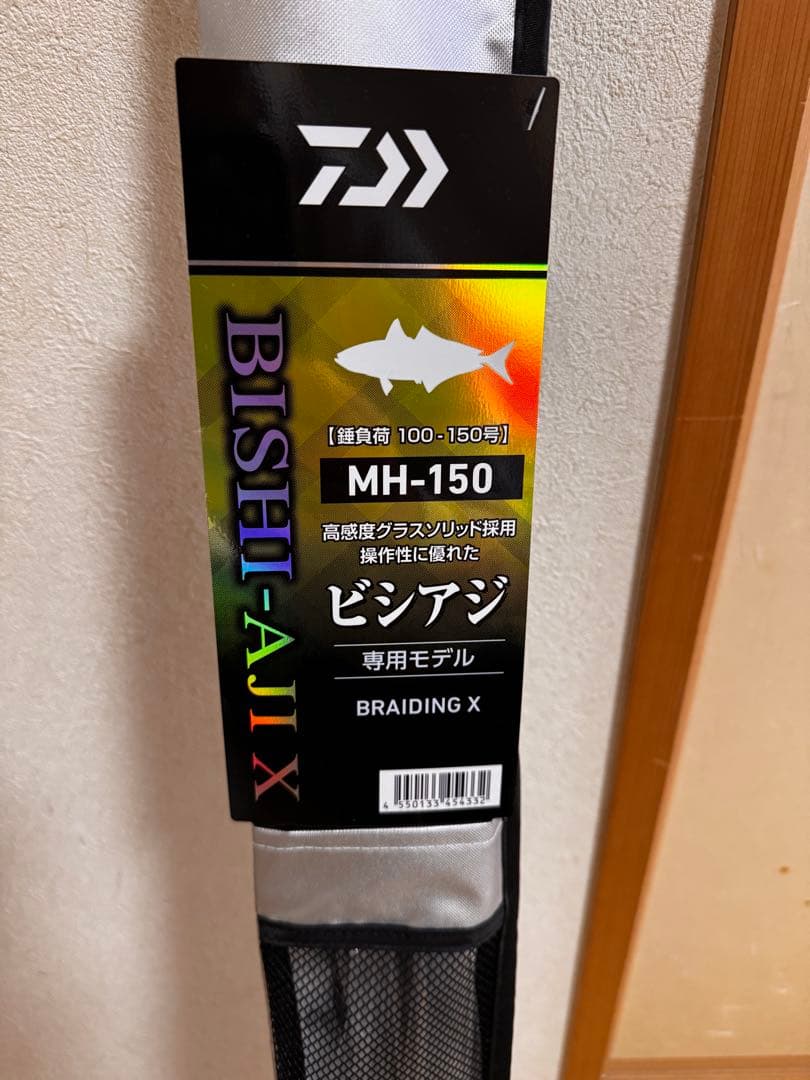 BISHI-AJI X
【錘負荷 100-150号】
MH-150
高感度グラスソリッド採用
操作性に優れた
ビシアジ
専用モデル
BRAIDING X
4 550133 454332